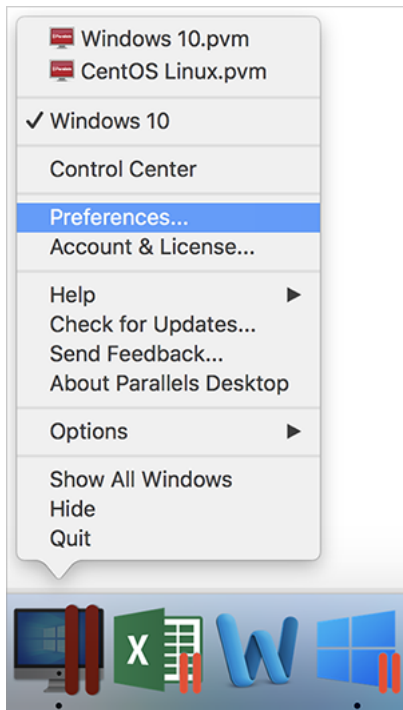 Windows 10.pvm
CentOS Linux.pvm
✓ Windows 10
Control Center
Preferences...
Account & License...
Help
Check for Updates...
Send Feedback...
About Parallels Desktop
Options
Show All Windows
Hide
Quit
X
W